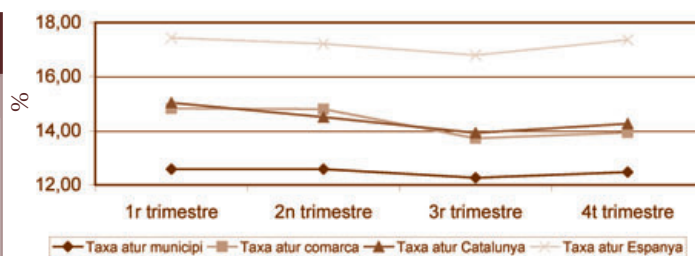 18,00
16,00
%
14,00
12,00
1r trimestre 2n trimestre 3r trimestre 4t trimestre
Taxa atur municipi Taxa atur comarca Taxa atur Catalunya Taxa atur Espanya